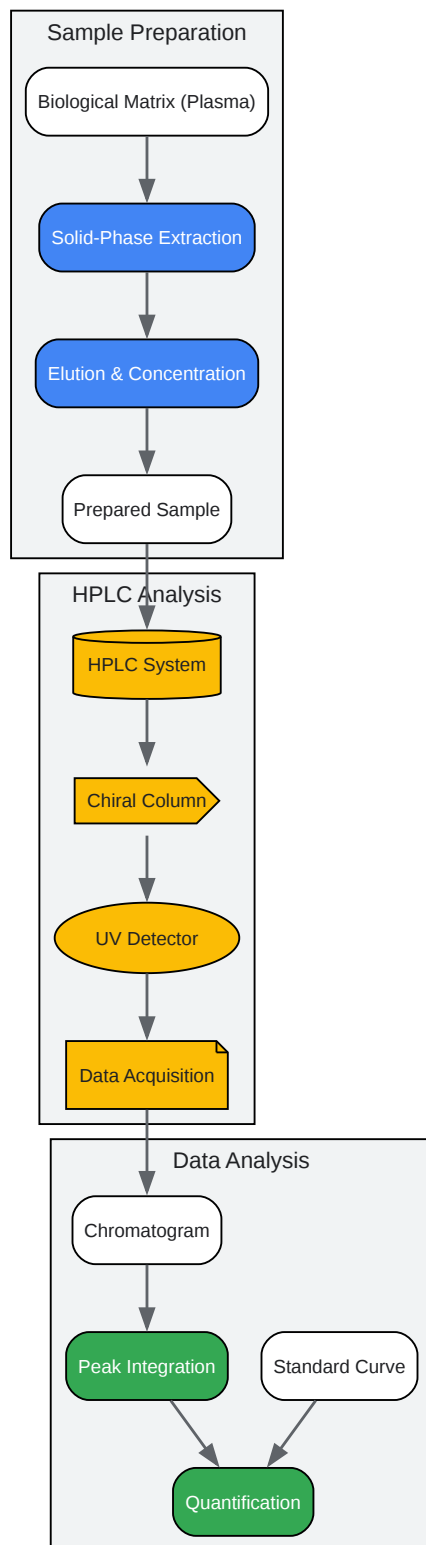 Sample Preparation
Biological Matrix (Plasma)
Solid-Phase Extraction
Elution & Concentration
Prepared Sample
HPLC Analysis
HPLC System
Chiral Column
UV Detector
Data Acquisition
Data Analysis
Chromatogram
Peak Integration
Standard Curve
Quantification